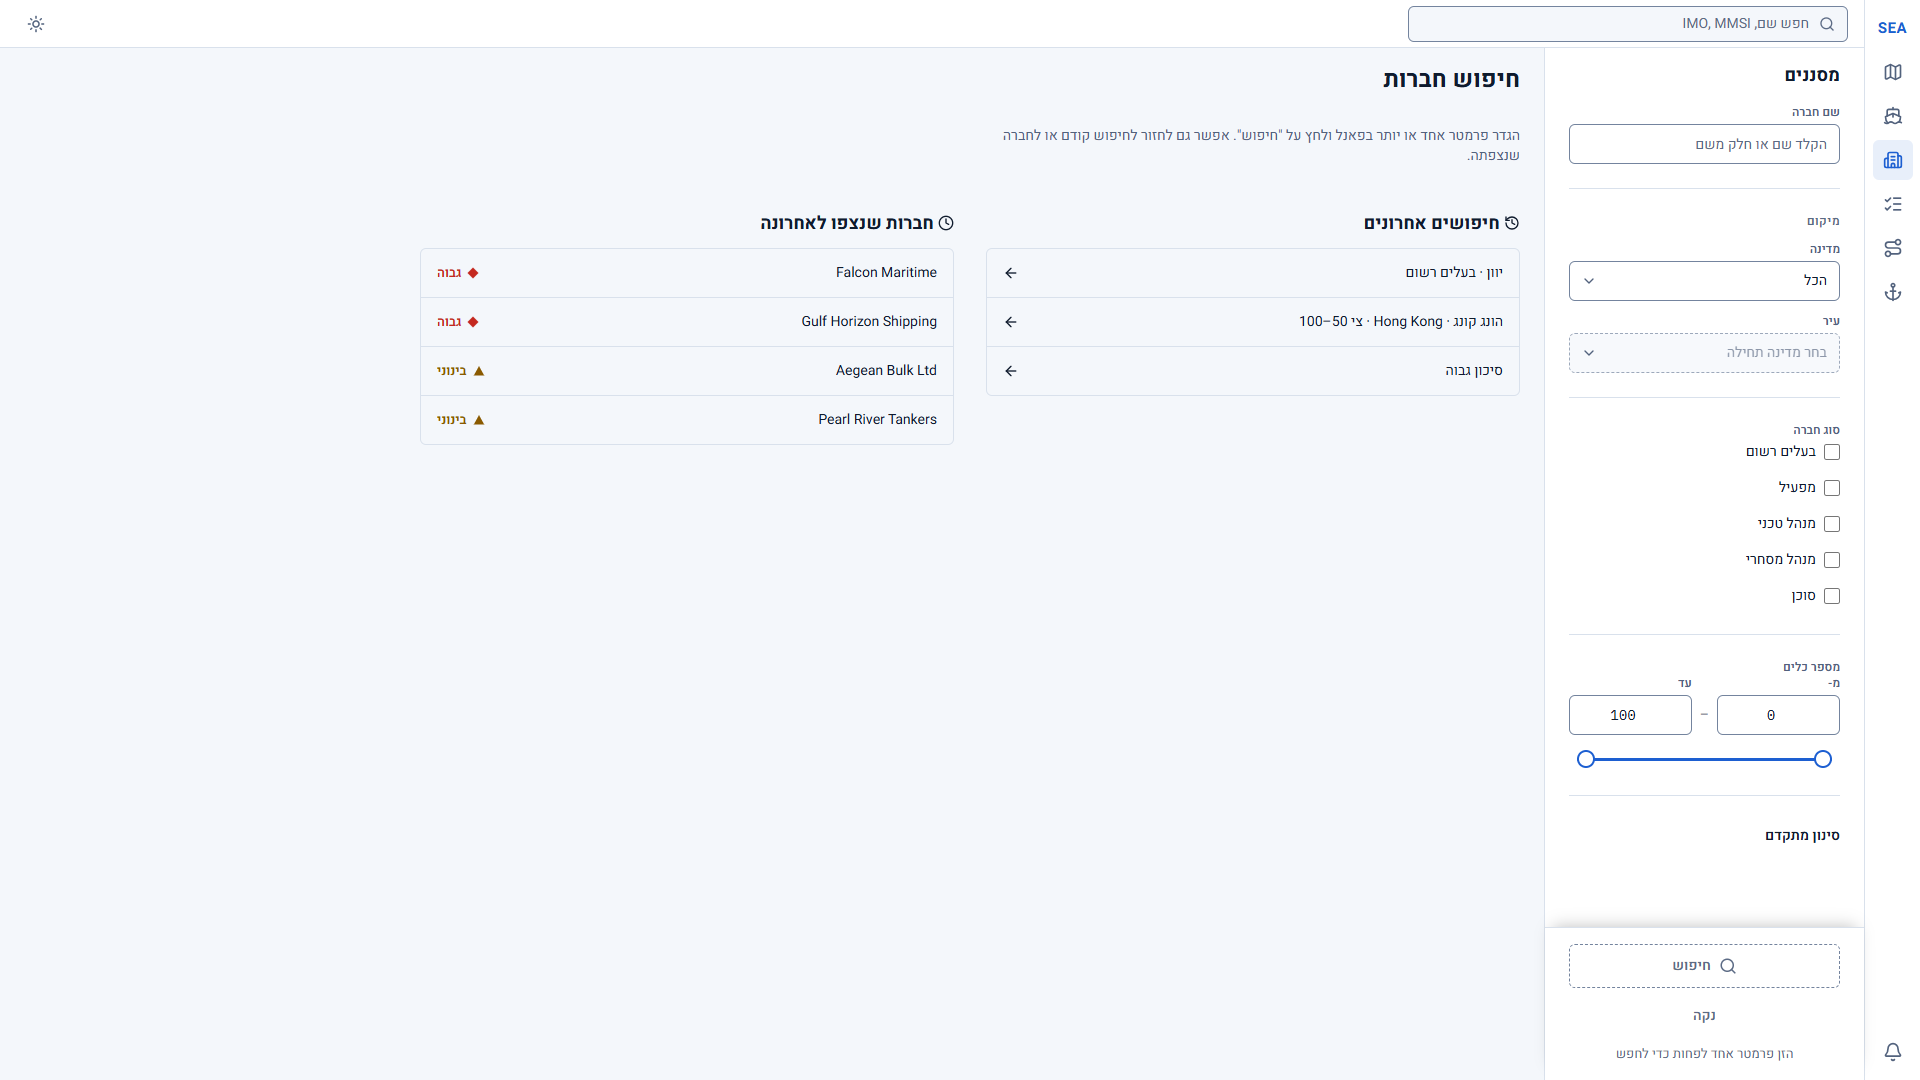 SEA
חפש שם, IMO, MMSI
מסננים
שם חברה
הקלד שם או חלק משם
מיקום
מדינה
הכל
עיר
בחר מדינה תחילה
סוג חברה
בעלים רשום
מפעיל
מנהל טכני
מנהל מסחרי
סוכן
מספר כלים
מ-
עד
0
–
100
סינון מתקדם
חיפוש
נקה
הזן פרמטר אחד לפחות כדי לחפש
חיפוש חברות
הגדר פרמטר אחד או יותר בפאנל ולחץ על "חיפוש". אפשר גם לחזור לחיפוש קודם או לחברה
שנצפתה.
חיפושים אחרונים
יוון · בעלים רשום
הונג קונג · Hong Kong · צי 50–100
סיכון גבוה
חברות שנצפו לאחרונה
Falcon Maritime
גבוה
Gulf Horizon Shipping
גבוה
Aegean Bulk Ltd
בינוני
Pearl River Tankers
בינוני